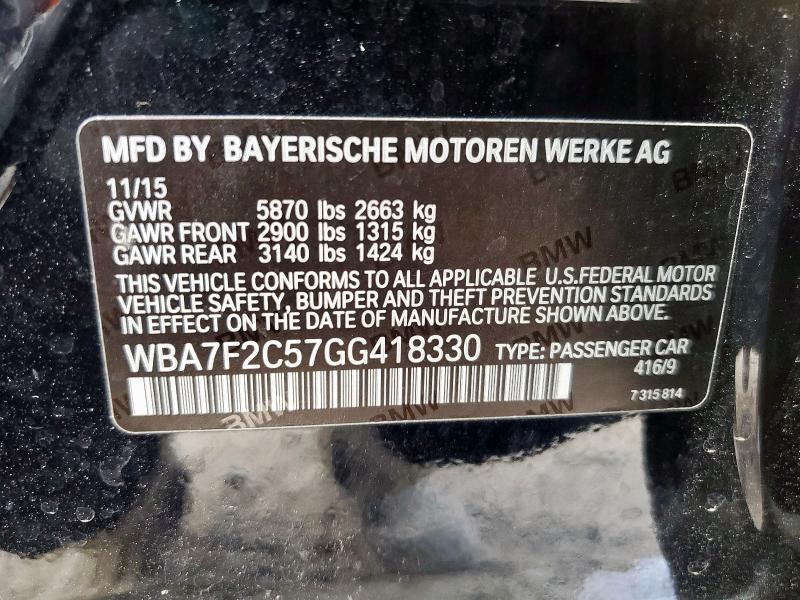 MFD BY BAYERISCHE MOTOREN WERKE AG
11/15
GVWR 5870 lbs 2663 kg
GAWR FRONT 2900 lbs 1315 kg
GAWR REAR 3140 lbs 1424 kg
THIS VEHICLE CONFORMS TO ALL APPLICABLE U.S.FEDERAL MOTOR
VEHICLE SAFETY, BUMPER AND THEFT PREVENTION STANDARDS
IN EFFECT ON THE DATE OF MANUFACTURE SHOWN ABOVE.
WBA7F2C57GG418330 TYPE: PASSENGER CAR
416/9
7 315 814
BMW
BMW
BMW